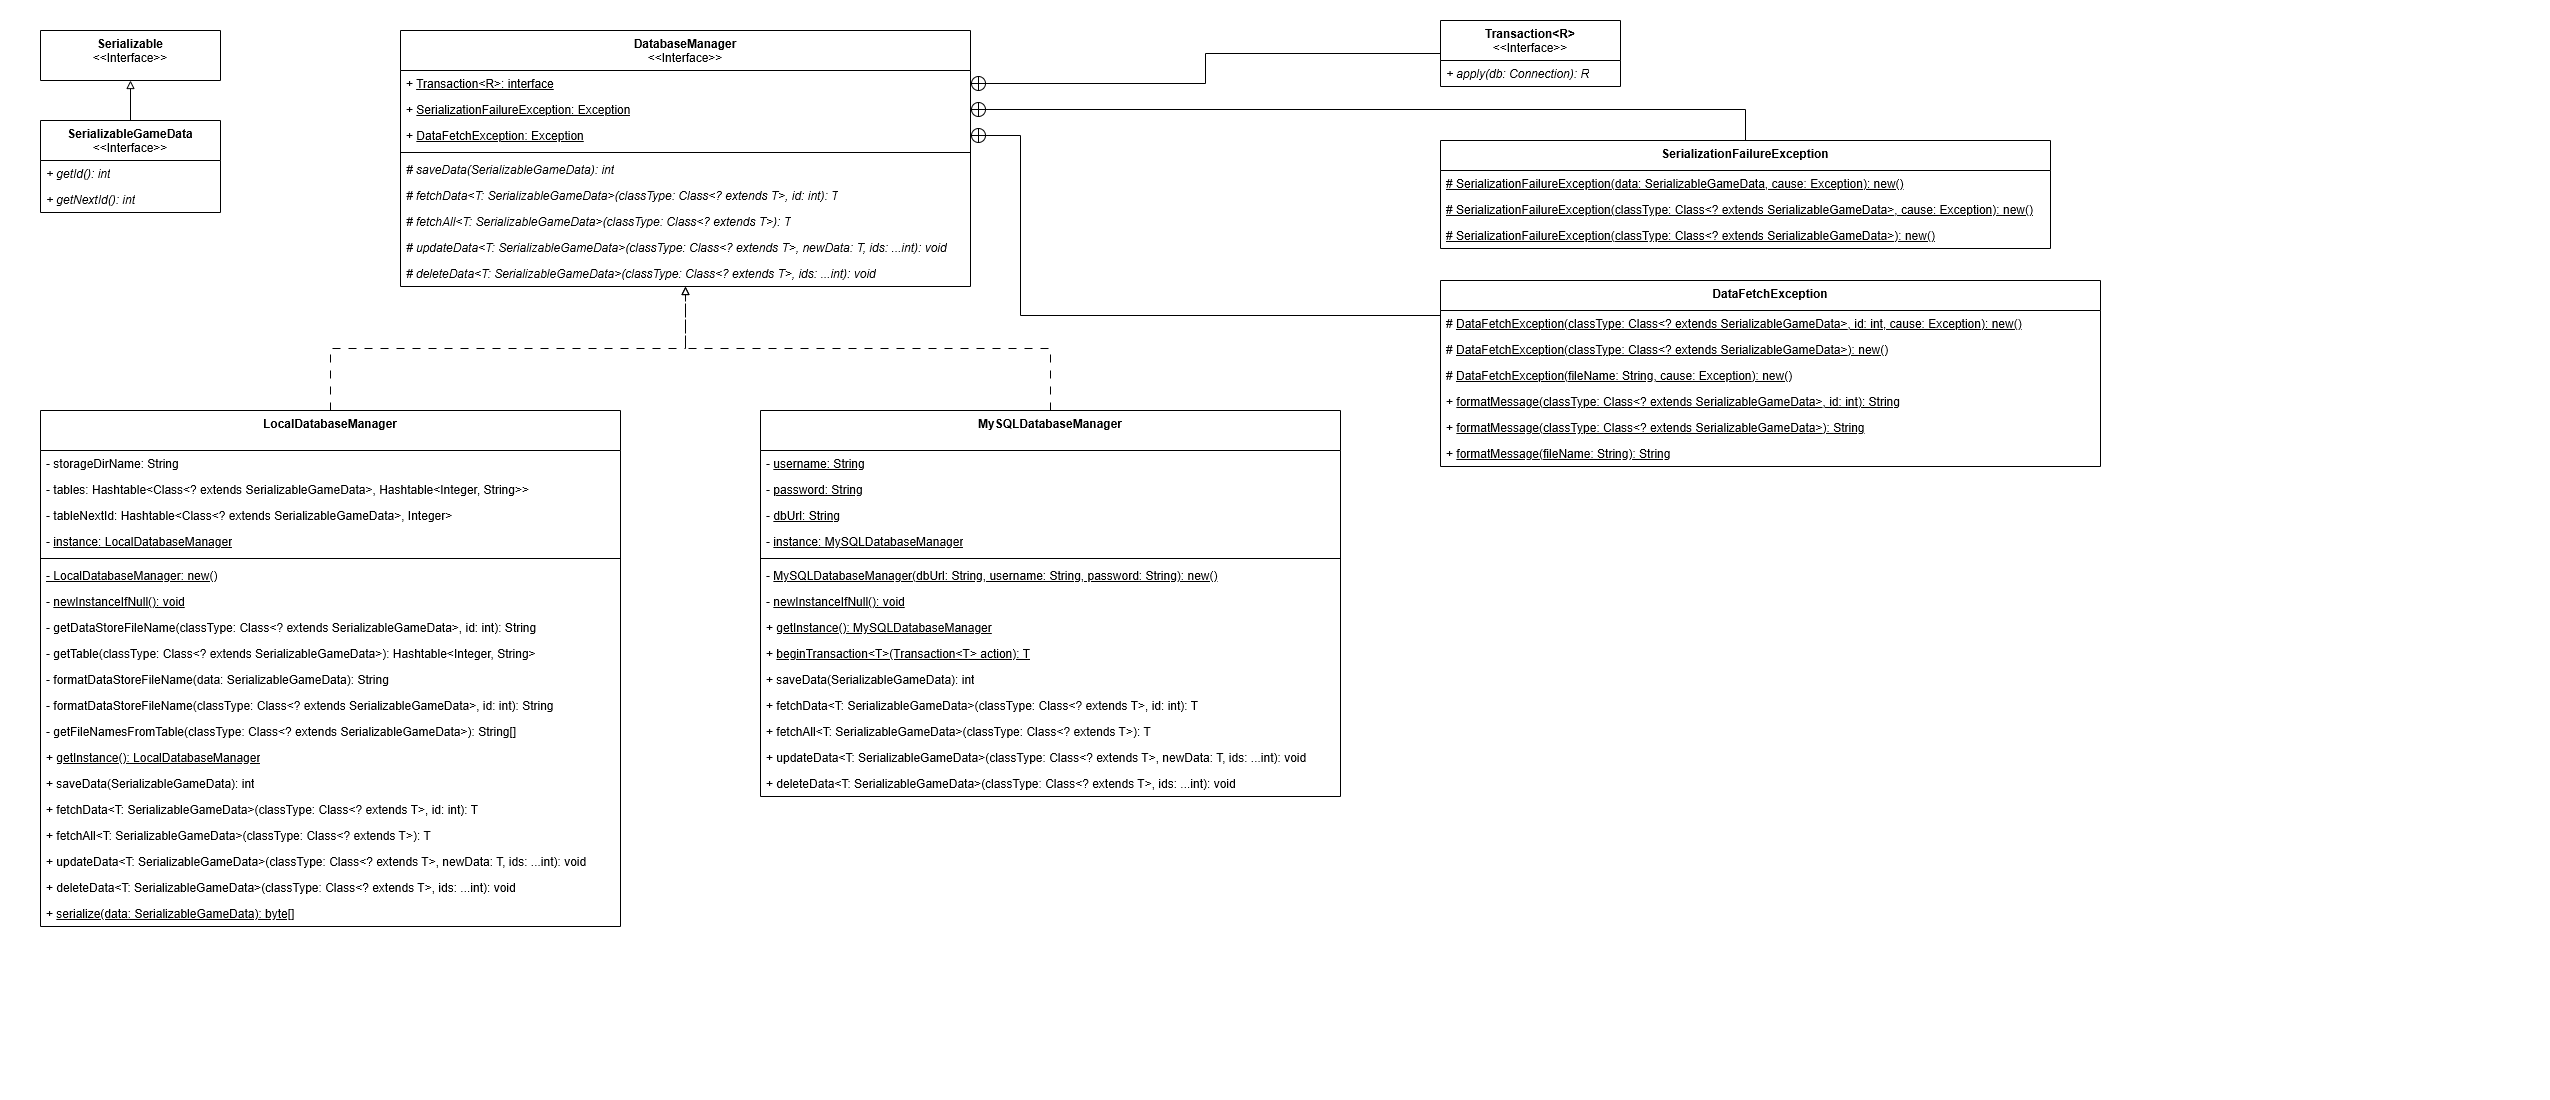 Serializable
<<Interface>>
SerializableGameData
<<Interface>>
+ getId(): int
+ getNextId(): int
DatabaseManager
<<Interface>>
+ Transaction<R>: interface
+ SerializationFailureException: Exception
+ DataFetchException: Exception
# saveData(SerializableGameData): int
# fetchData<T: SerializableGameData>(classType: Class<? extends T>, id: int): T
# fetchAll<T: SerializableGameData>(classType: Class<? extends T>): T
# updateData<T: SerializableGameData>(classType: Class<? extends T>, newData: T, ids: ...int): void
# deleteData<T: SerializableGameData>(classType: Class<? extends T>, ids: ...int): void
Transaction<R>
<<Interface>>
+ apply(db: Connection): R
SerializationFailureException
# SerializationFailureException(data: SerializableGameData, cause: Exception): new()
# SerializationFailureException(classType: Class<? extends SerializableGameData>, cause: Exception): new()
# SerializationFailureException(classType: Class<? extends SerializableGameData>): new()
DataFetchException
# DataFetchException(classType: Class<? extends SerializableGameData>, id: int, cause: Exception): new()
# DataFetchException(classType: Class<? extends SerializableGameData>): new()
# DataFetchException(fileName: String, cause: Exception): new()
+ formatMessage(classType: Class<? extends SerializableGameData>, id: int): String
+ formatMessage(classType: Class<? extends SerializableGameData>): String
+ formatMessage(fileName: String): String
LocalDatabaseManager
- storageDirName: String
- tables: Hashtable<Class<? extends SerializableGameData>, Hashtable<Integer, String>>
- tableNextId: Hashtable<Class<? extends SerializableGameData>, Integer>
- instance: LocalDatabaseManager
- LocalDatabaseManager: new()
- newInstanceIfNull(): void
- getDataStoreFileName(classType: Class<? extends SerializableGameData>, id: int): String
- getTable(classType: Class<? extends SerializableGameData>): Hashtable<Integer, String>
- formatDataStoreFileName(data: SerializableGameData): String
- formatDataStoreFileName(classType: Class<? extends SerializableGameData>, id: int): String
- getFileNamesFromTable(classType: Class<? extends SerializableGameData>): String[]
+ getInstance(): LocalDatabaseManager
+ saveData(SerializableGameData): int
+ fetchData<T: SerializableGameData>(classType: Class<? extends T>, id: int): T
+ fetchAll<T: SerializableGameData>(classType: Class<? extends T>): T
+ updateData<T: SerializableGameData>(classType: Class<? extends T>, newData: T, ids: ...int): void
+ deleteData<T: SerializableGameData>(classType: Class<? extends T>, ids: ...int): void
+ serialize(data: SerializableGameData): byte[]
MySQLDatabaseManager
- username: String
- password: String
- dbUrl: String
- instance: MySQLDatabaseManager
- MySQLDatabaseManager(dbUrl: String, username: String, password: String): new()
- newInstanceIfNull(): void
+ getInstance(): MySQLDatabaseManager
+ beginTransaction<T>(Transaction<T> action): T
+ saveData(SerializableGameData): int
+ fetchData<T: SerializableGameData>(classType: Class<? extends T>, id: int): T
+ fetchAll<T: SerializableGameData>(classType: Class<? extends T>): T
+ updateData<T: SerializableGameData>(classType: Class<? extends T>, newData: T, ids: ...int): void
+ deleteData<T: SerializableGameData>(classType: Class<? extends T>, ids: ...int): void